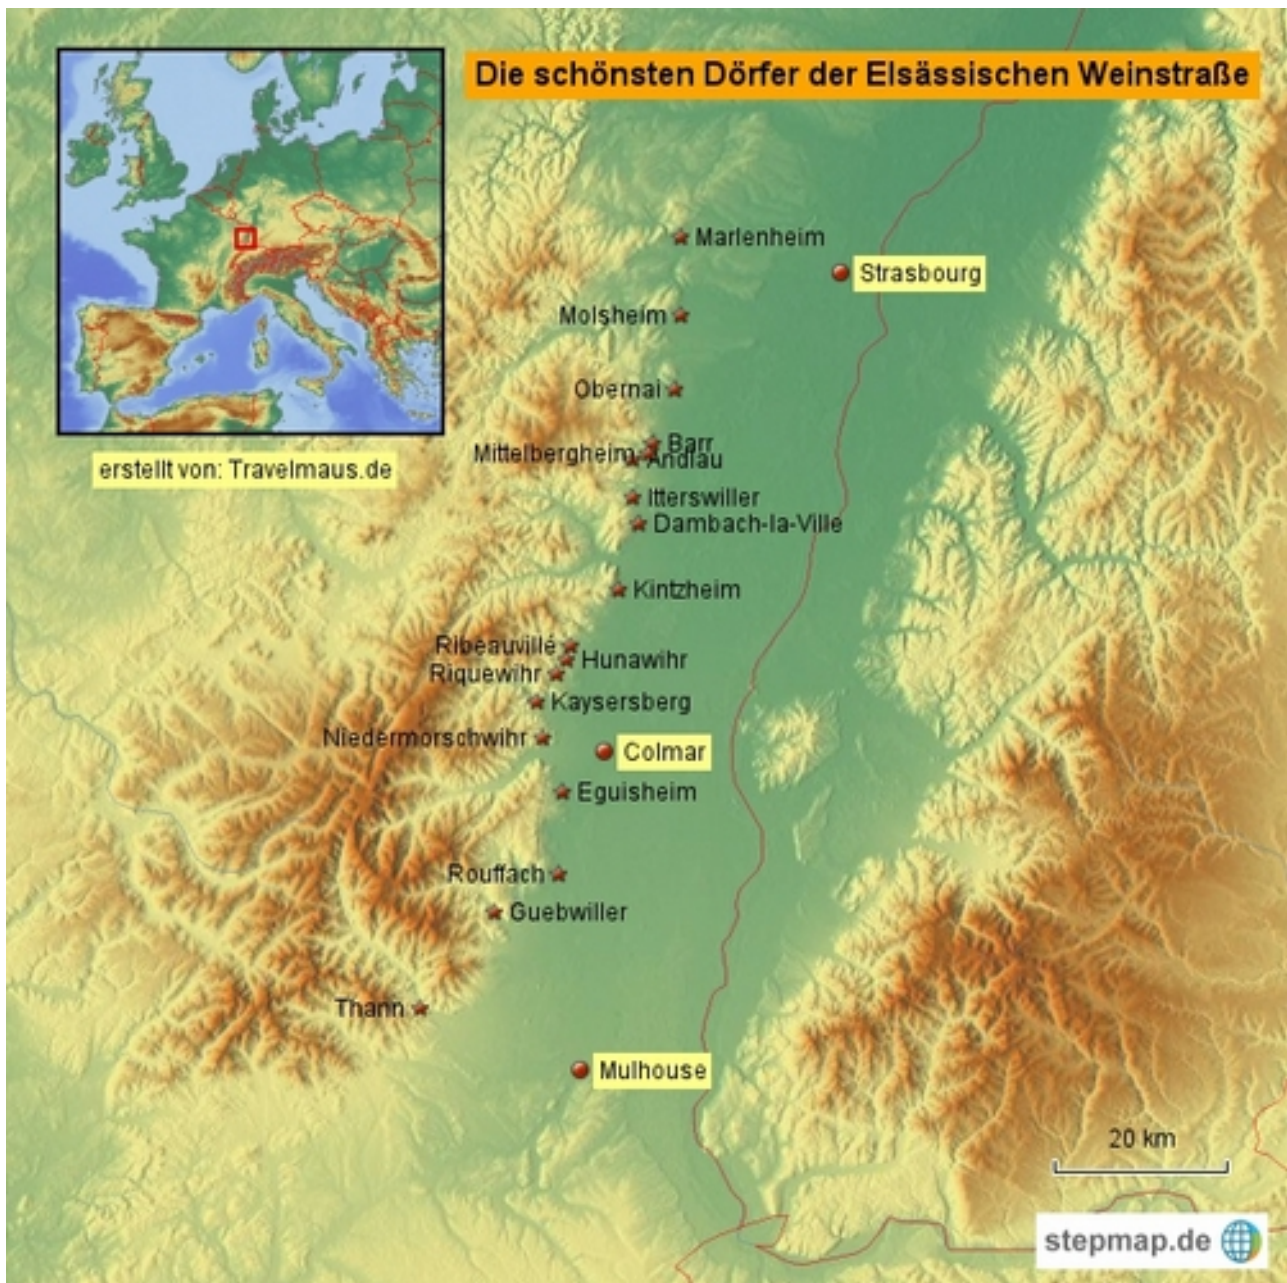 Die schönsten Dörfer der Elsässischen Weinstraße
Marlenheim
Strasbourg
Molsheim
Obernai
Barr
Mittelbergheim
Andlau
erstellt von: Travelmaus.de
Itterswiller
Dambach-la-Ville
Kintzheim
Ribeauvillé
Hunawihr
Riquewihr
Kaysersberg
Niedermorschwihr
Colmar
Eguisheim
Rouffach
Guebwiller
Thann
Mulhouse
20 km
stepmap.de